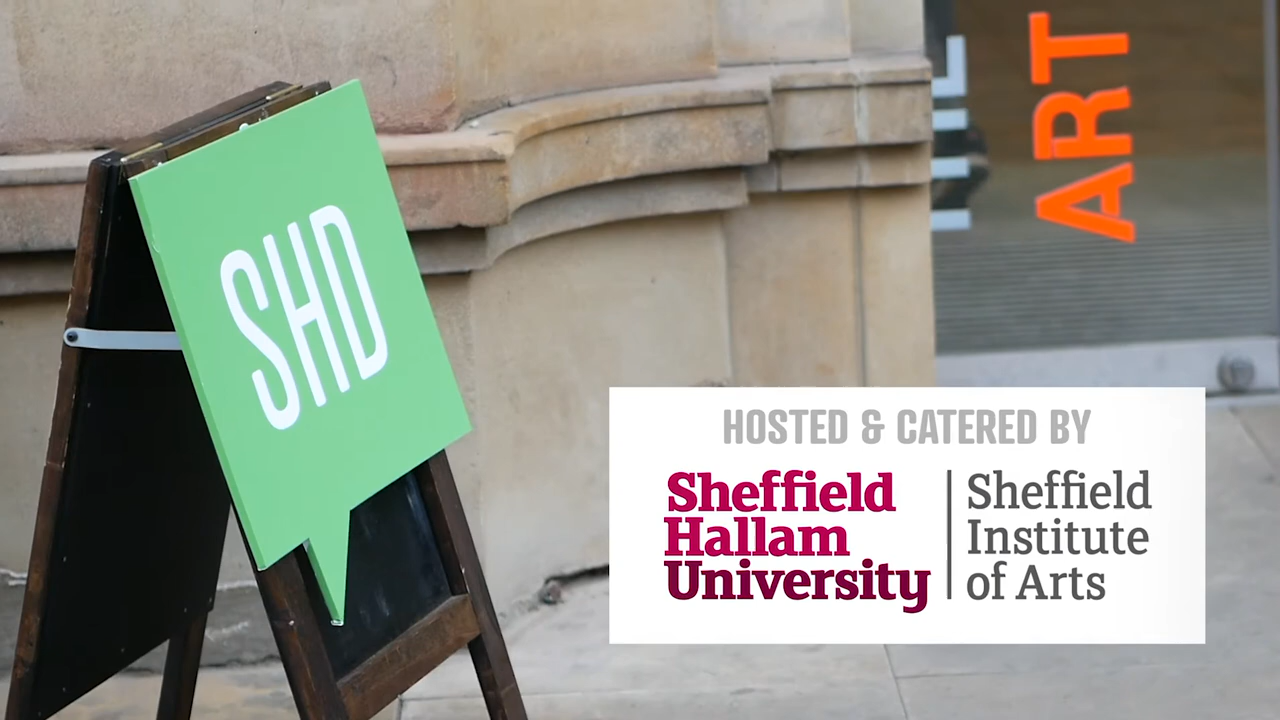 SHD
ART
HOSTED & CATERED BY
Sheffield
Hallam
University
Sheffield
Institute
of Arts